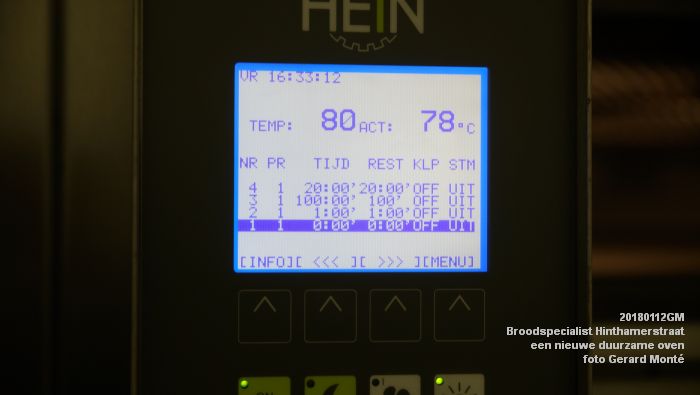 HEiN
VR 16:33:12
TEMP: 80 ACT: 78°C
NR PR TIJD REST KLP STM
4 1 20:00' 20:00' OFF UIT
3 1 100:00' 100' OFF UIT
2 1 1:00' 1:00' OFF UIT
1 1 0:00' 0:00' OFF UIT
[INFO][ <<< ][ >>> ][MENU]
20180112GM
Broodspecialist Hinthamerstraat
een nieuwe duurzame oven
foto Gerard Monté